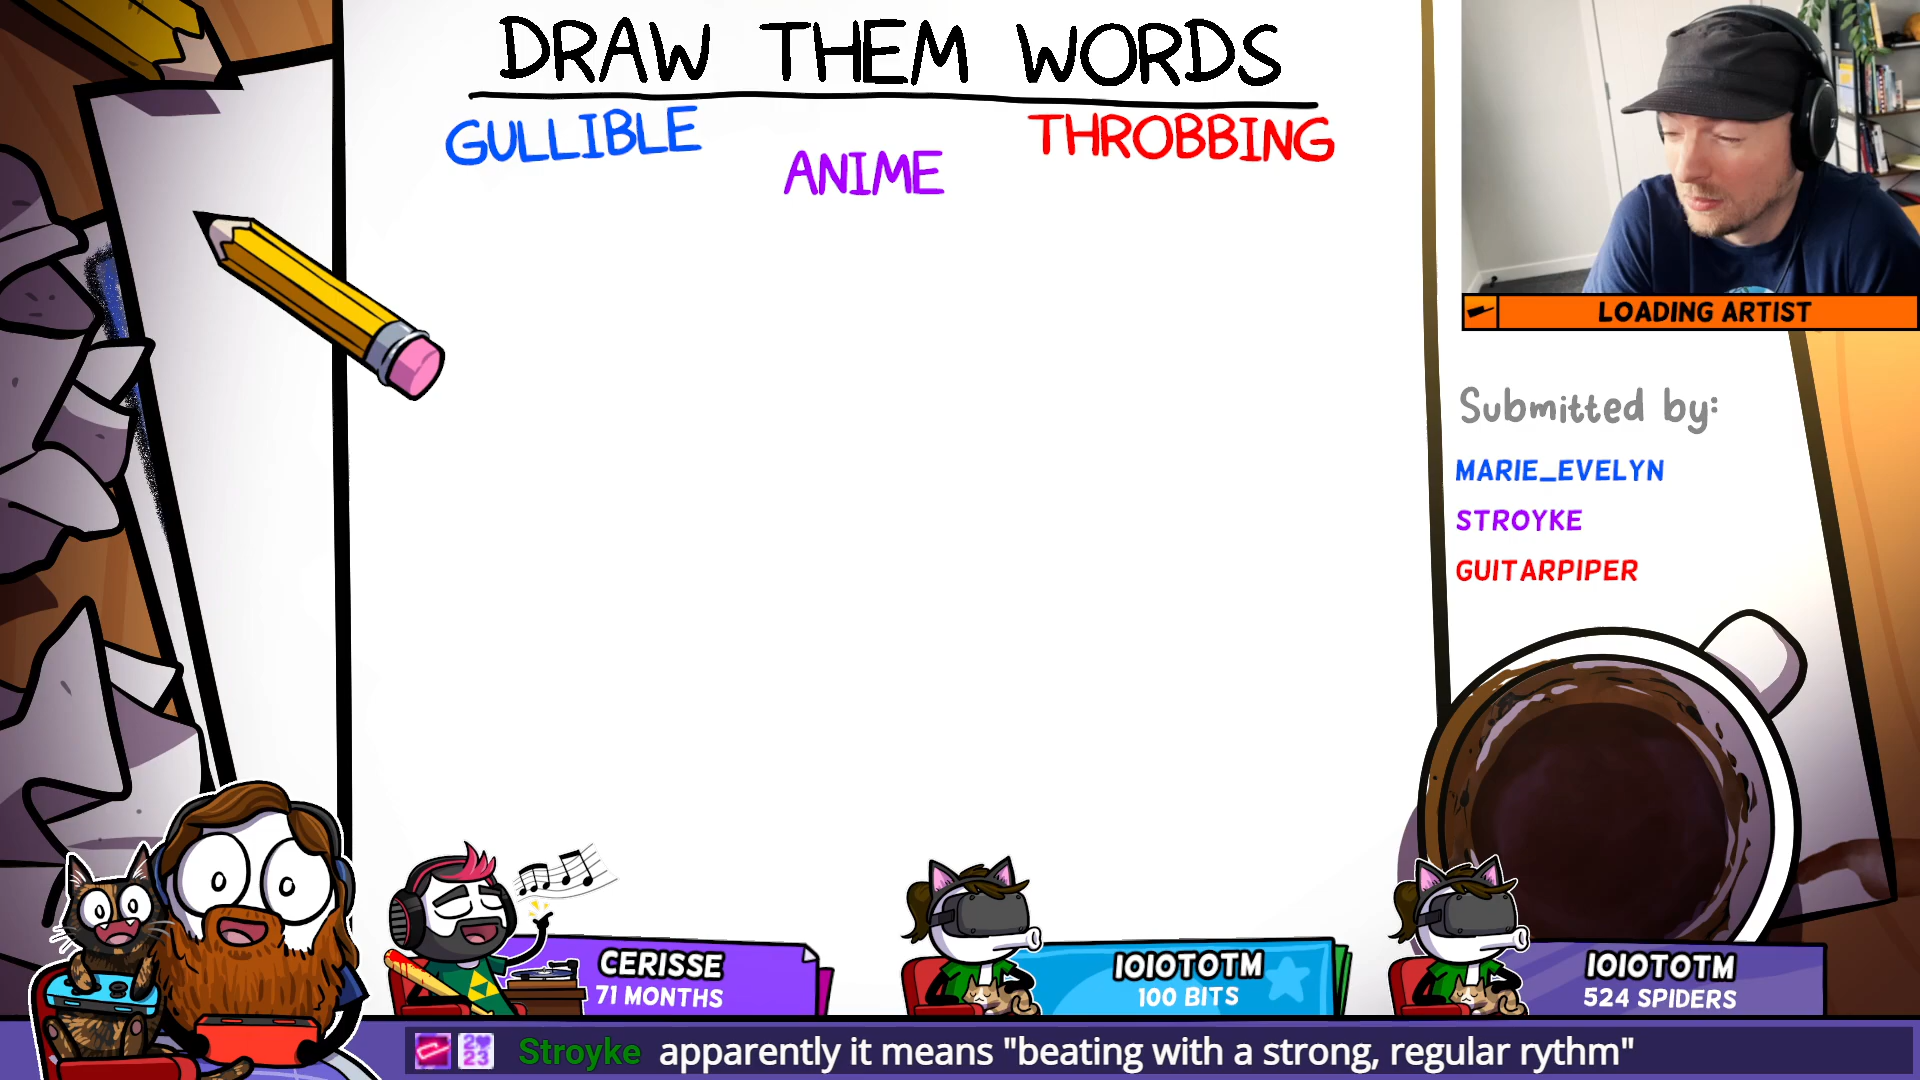 DRAW THEM WORDS
GULLIBLE
ANIME
THROBBING
LOADING ARTIST
Submitted by:
MARIE_EVELYN
STROYKE
GUITARPIPER
CERISSE
71 MONTHS
IOIOTOTM
100 BITS
IOIOTOTM
524 SPIDERS
2023 Stroyke apparently it means "beating with a strong, regular rythm"